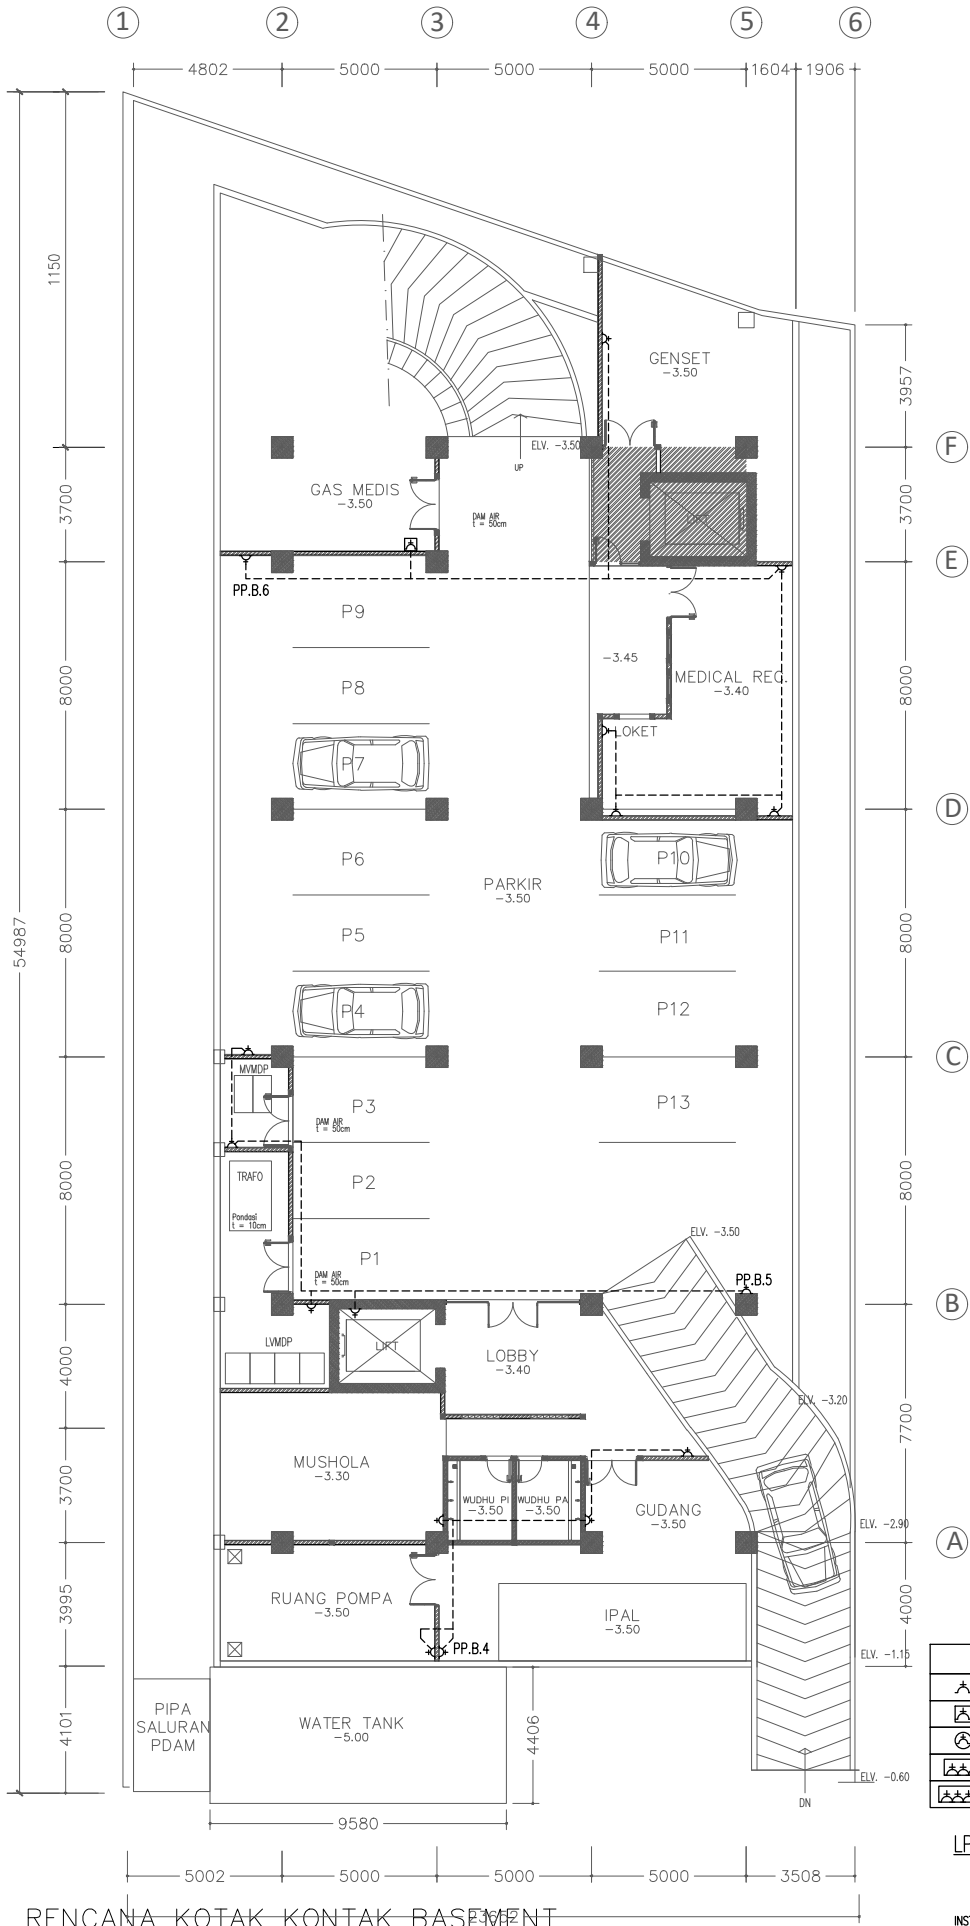 1 2 3 4 5 6
4802 5000 5000 5000 1604 1906
1150
GENSET
-3.50
3957
ELV. -3.50
F
UP
GAS MEDIS
-3.50
3700
DAM AIR
t = 50cm
LIFT
3700
E
PP.B.6
P9
-3.45
P8
MEDICAL REC.
-3.40
8000
8000
LOKET
P7
D
P6
P10
PARKIR
-3.50
54987
8000
P5
P11
8000
P4
P12
C
MVMDP
P3
P13
DAM AIR
t = 50cm
TRAFO
8000
P2
8000
Pondasi
t = 10cm
ELV. -3.50
P1
DAM AIR
t = 50cm
PP.B.5
B
LVMDP
LIFT
LOBBY
-3.40
4000
ELV. -3.20
7700
MUSHOLA
-3.30
3700
WUDHU PI
-3.50
WUDHU PA
-3.50
GUDANG
-3.50
ELV. -2.90
A
RUANG POMPA
-3.50
3995
IPAL
-3.50
4000
PP.B.4
ELV. -1.15
PIPA
SALURAN
PDAM
WATER TANK
-5.00
4101
4406
ELV. -0.60
DN
9580
LP
5002 5000 5000 5000 3508
RENCANA KOTAK KONTAK BASEMENT
INS